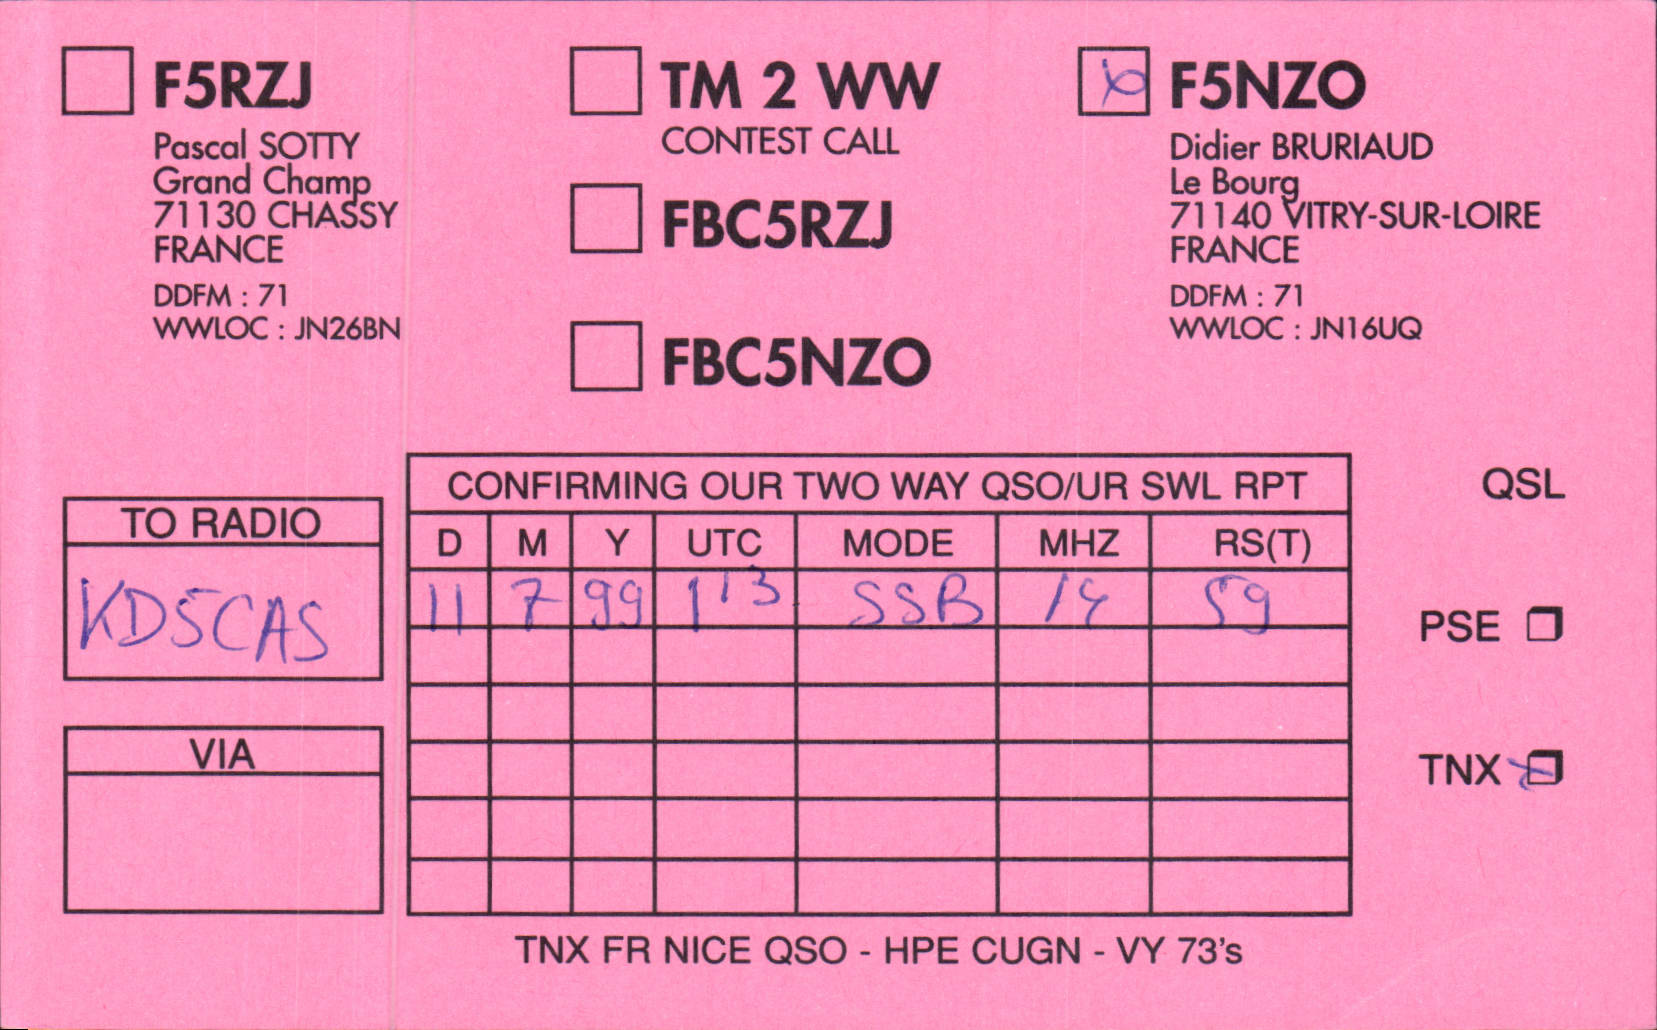 F5RZJ
Pascal SOTTY
Grand Champ
71130 CHASSY
FRANCE
DDFM : 71
WWLOC : JN26BN
TM 2 WW
CONTEST CALL
FBC5RZJ
FBC5NZO
F5NZO
Didier BRURIAUD
Le Bourg
71140 VITRY-SUR-LOIRE
FRANCE
DDFM : 71
WWLOC : JN16UQ
TO RADIO
KD5CAS
VIA
CONFIRMING OUR TWO WAY QSO/UR SWL RPT
D M Y UTC MODE MHZ RS(T)
11 7 99 113 SSB 14 59
QSL
PSE
TNX
TNX FR NICE QSO - HPE CUGN - VY 73's